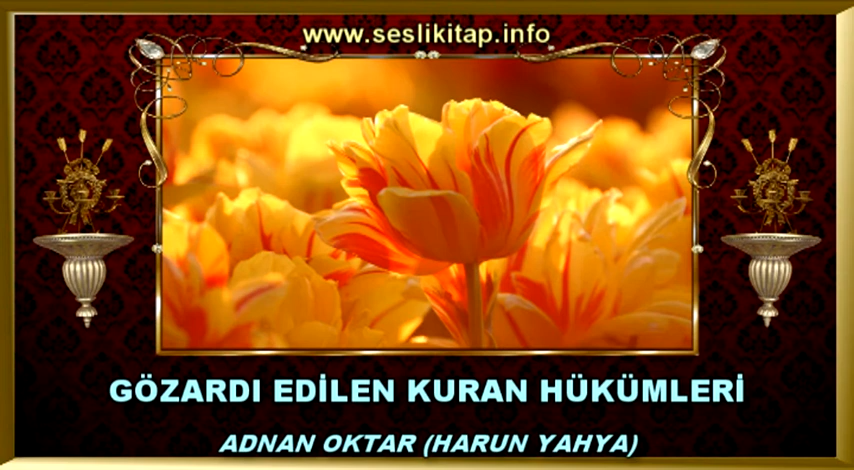 www.seslikitap.info
GÖZARDI EDİLEN KURAN HÜKÜMLERİ
ADNAN OKTAR (HARUN YAHYA)